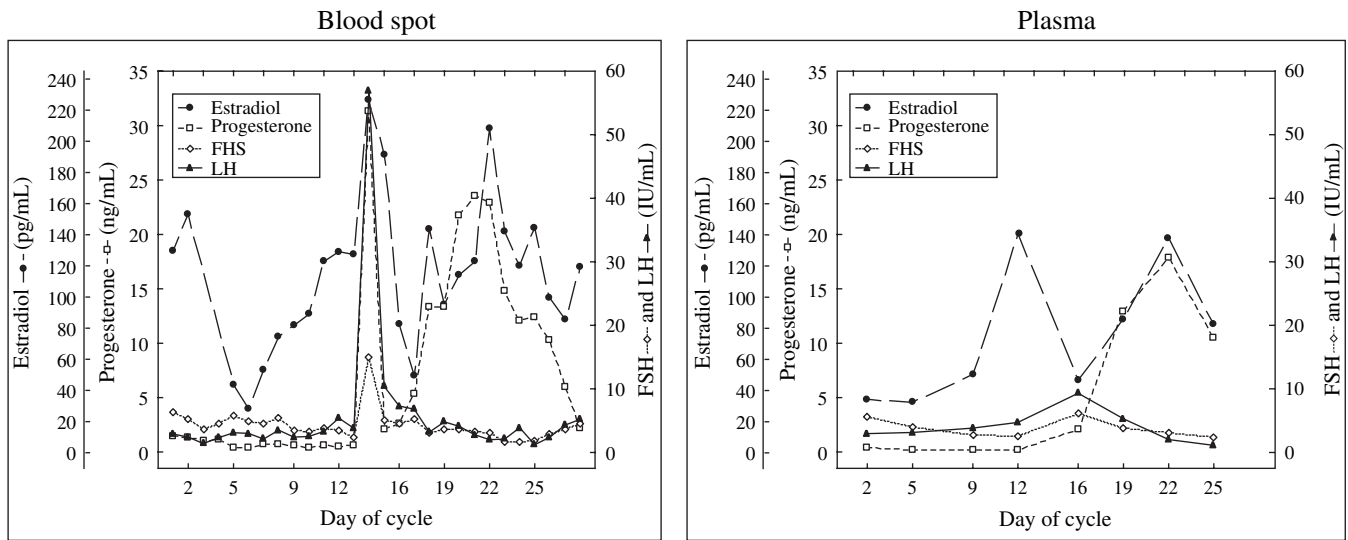 Blood spot
Estradiol –●– (pg/mL)
240
220
200
180
160
140
120
100
80
60
40
20
0
Progesterone -□- (ng/mL)
35
30
25
20
15
10
5
0
Estradiol
Progesterone
FHS
LH
60
50
40
30
20
10
0
FSH ··◇·· and LH –▲– (IU/mL)
2 5 9 12 16 19 22 25
Day of cycle
Plasma
Estradiol –●– (pg/mL)
240
220
200
180
160
140
120
100
80
60
40
20
0
Progesterone -□- (ng/mL)
35
30
25
20
15
10
5
0
Estradiol
Progesterone
FHS
LH
60
50
40
30
20
10
0
FSH ··◇·· and LH –▲– (IU/mL)
2 5 9 12 16 19 22 25
Day of cycle